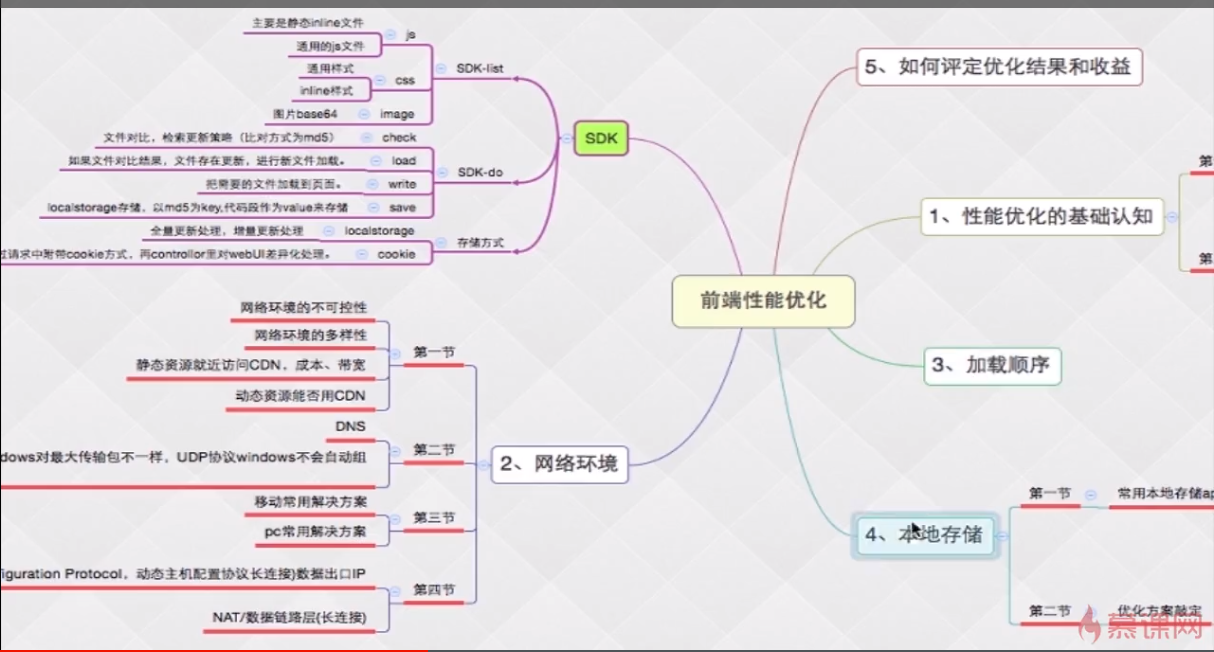 前端性能优化
SDK
SDK-list
js
主要是静态inline文件
通用的js文件
css
通用样式
inline样式
image
图片base64
SDK-do
check
文件对比，检索更新策略（比对方式为md5）
load
如果文件对比结果，文件存在更新，进行新文件加载。
write
把需要的文件加载到页面。
save
localstorage存储，以md5为key,代码段作为value来存储
存储方式
localstorage
全量更新处理，增量更新处理
cookie
过请求中附带cookie方式，再controllor里对webUI差异化处理。
2、网络环境
第一节
网络环境的不可控性
网络环境的多样性
静态资源就近访问CDN，成本、带宽
动态资源能否用CDN
第二节
DNS
dows对最大传输包不一样，UDP协议windows不会自动组
第三节
移动常用解决方案
pc常用解决方案
第四节
iguration Protocol，动态主机配置协议长连接)数据出口IP
NAT/数据链路层(长连接)
5、如何评定优化结果和收益
1、性能优化的基础认知
第
第
3、加载顺序
4、本地存储
第一节
常用本地存储ap
第二节
优化方案敲定
慕课网